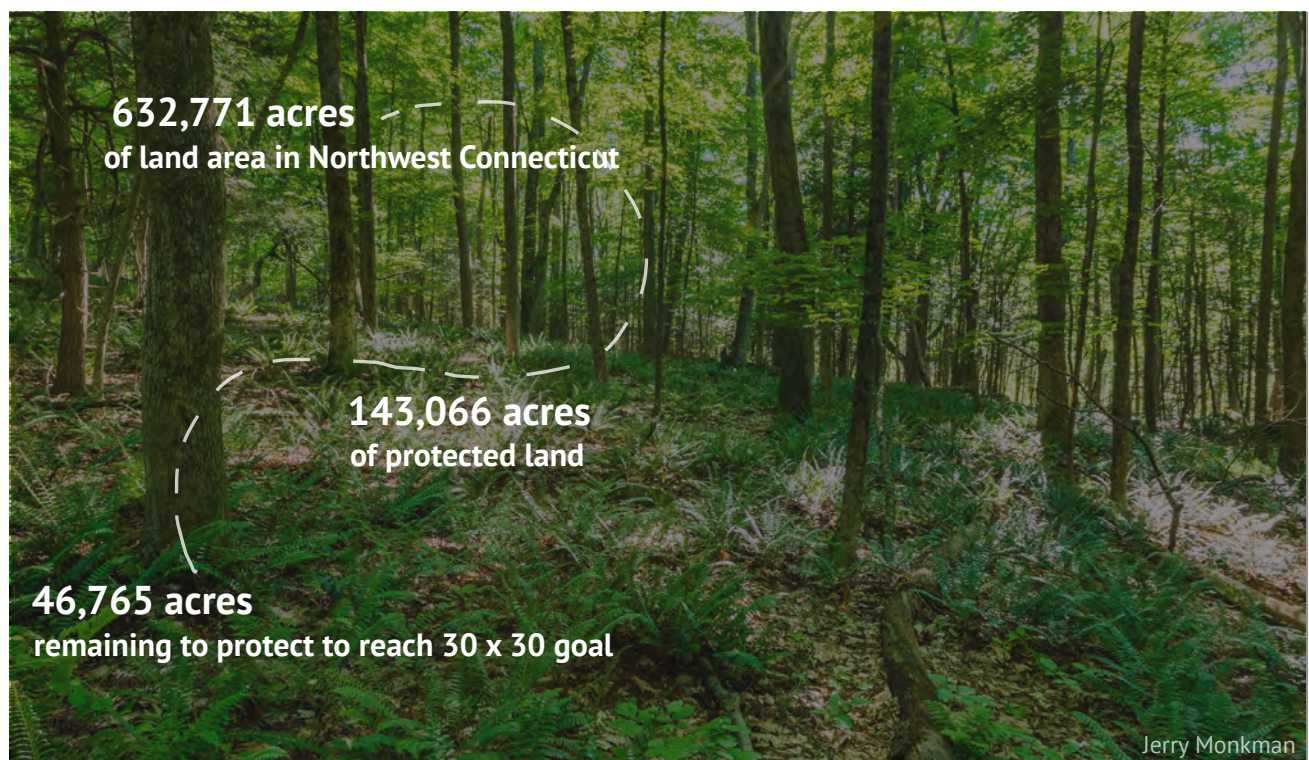 632,771 acres
of land area in Northwest Connecticut
143,066 acres
of protected land
46,765 acres
remaining to protect to reach 30 x 30 goal
Jerry Monkman